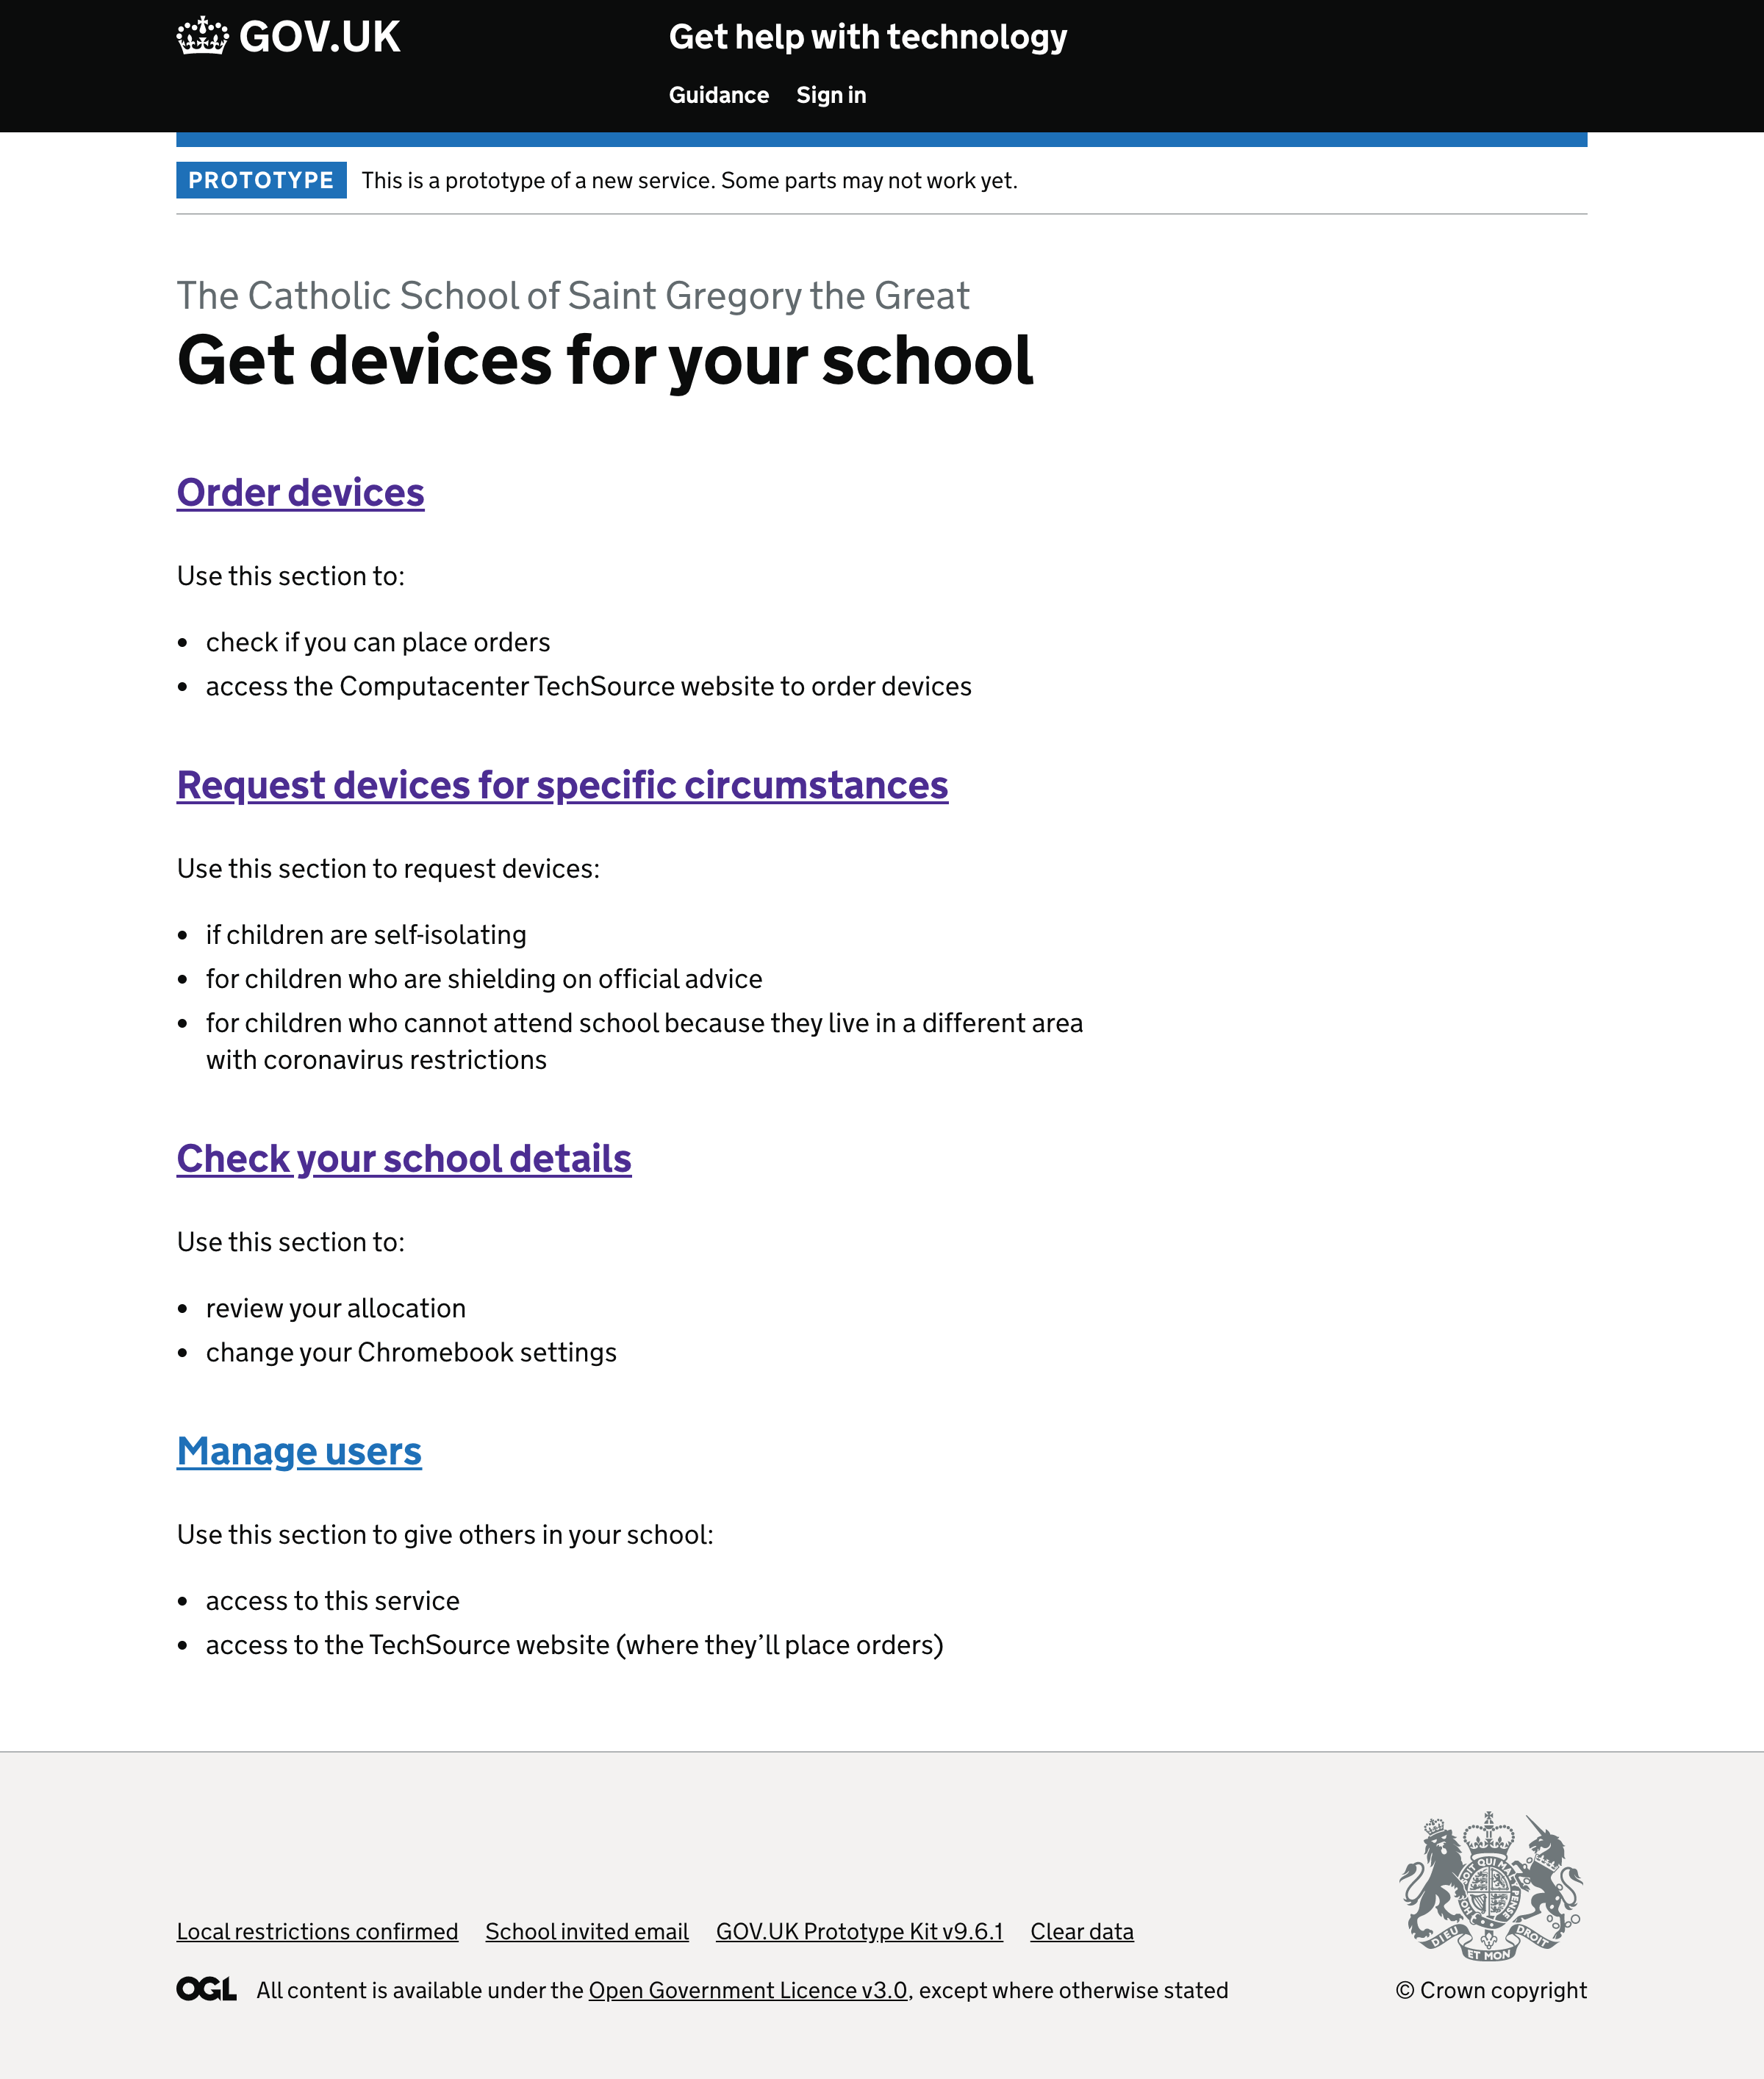 GOV.UK
Get help with technology
Guidance Sign in
PROTOTYPE This is a prototype of a new service. Some parts may not work yet.
The Catholic School of Saint Gregory the Great
Get devices for your school
Order devices
Use this section to:
• check if you can place orders
• access the Computacenter TechSource website to order devices
Request devices for specific circumstances
Use this section to request devices:
• if children are self-isolating
• for children who are shielding on official advice
• for children who cannot attend school because they live in a different area
with coronavirus restrictions
Check your school details
Use this section to:
• review your allocation
• change your Chromebook settings
Manage users
Use this section to give others in your school:
• access to this service
• access to the TechSource website (where they’ll place orders)
Local restrictions confirmed School invited email GOV.UK Prototype Kit v9.6.1 Clear data
OGL All content is available under the Open Government Licence v3.0, except where otherwise stated
DIEU ET MON DROIT
© Crown copyright